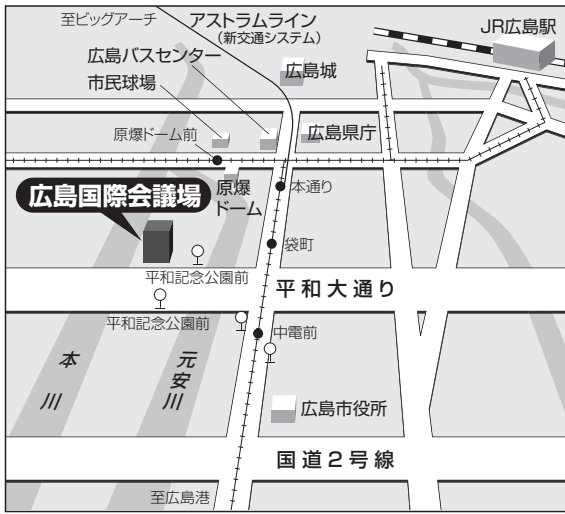 至ビッグアーチ
アストラムライン
(新交通システム)
JR広島駅
広島バスセンター
広島城
市民球場
原爆ドーム前
広島県庁
広島国際会議場
原爆
ドーム
本通り
袋町
平和記念公園前
平和大通り
平和記念公園前
中電前
本川
元安川
広島市役所
国道2号線
至広島港